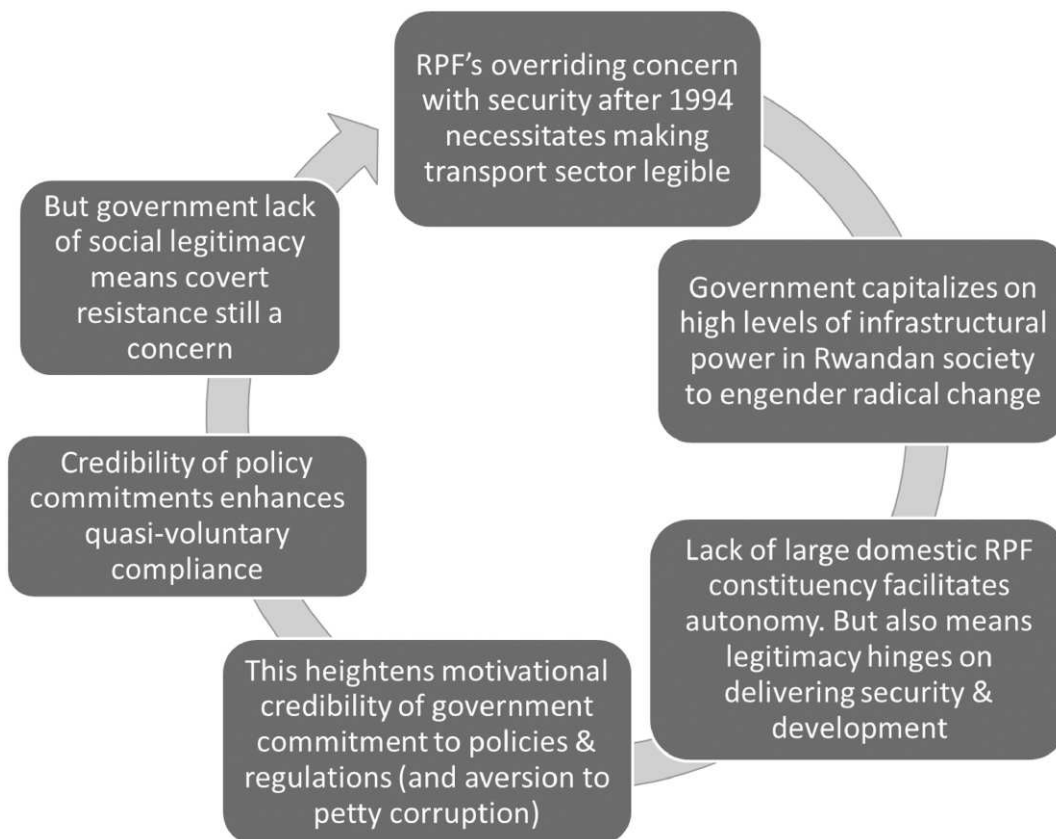 RPF’s overriding concern
with security after 1994
necessitates making
transport sector legible
Government capitalizes on
high levels of infrastructural
power in Rwandan society
to engender radical change
Lack of large domestic RPF
constituency facilitates
autonomy. But also means
legitimacy hinges on
delivering security &
development
This heightens motivational
credibility of government
commitment to policies &
regulations (and aversion to
petty corruption)
Credibility of policy
commitments enhances
quasi-voluntary
compliance
But government lack
of social legitimacy
means covert
resistance still a
concern